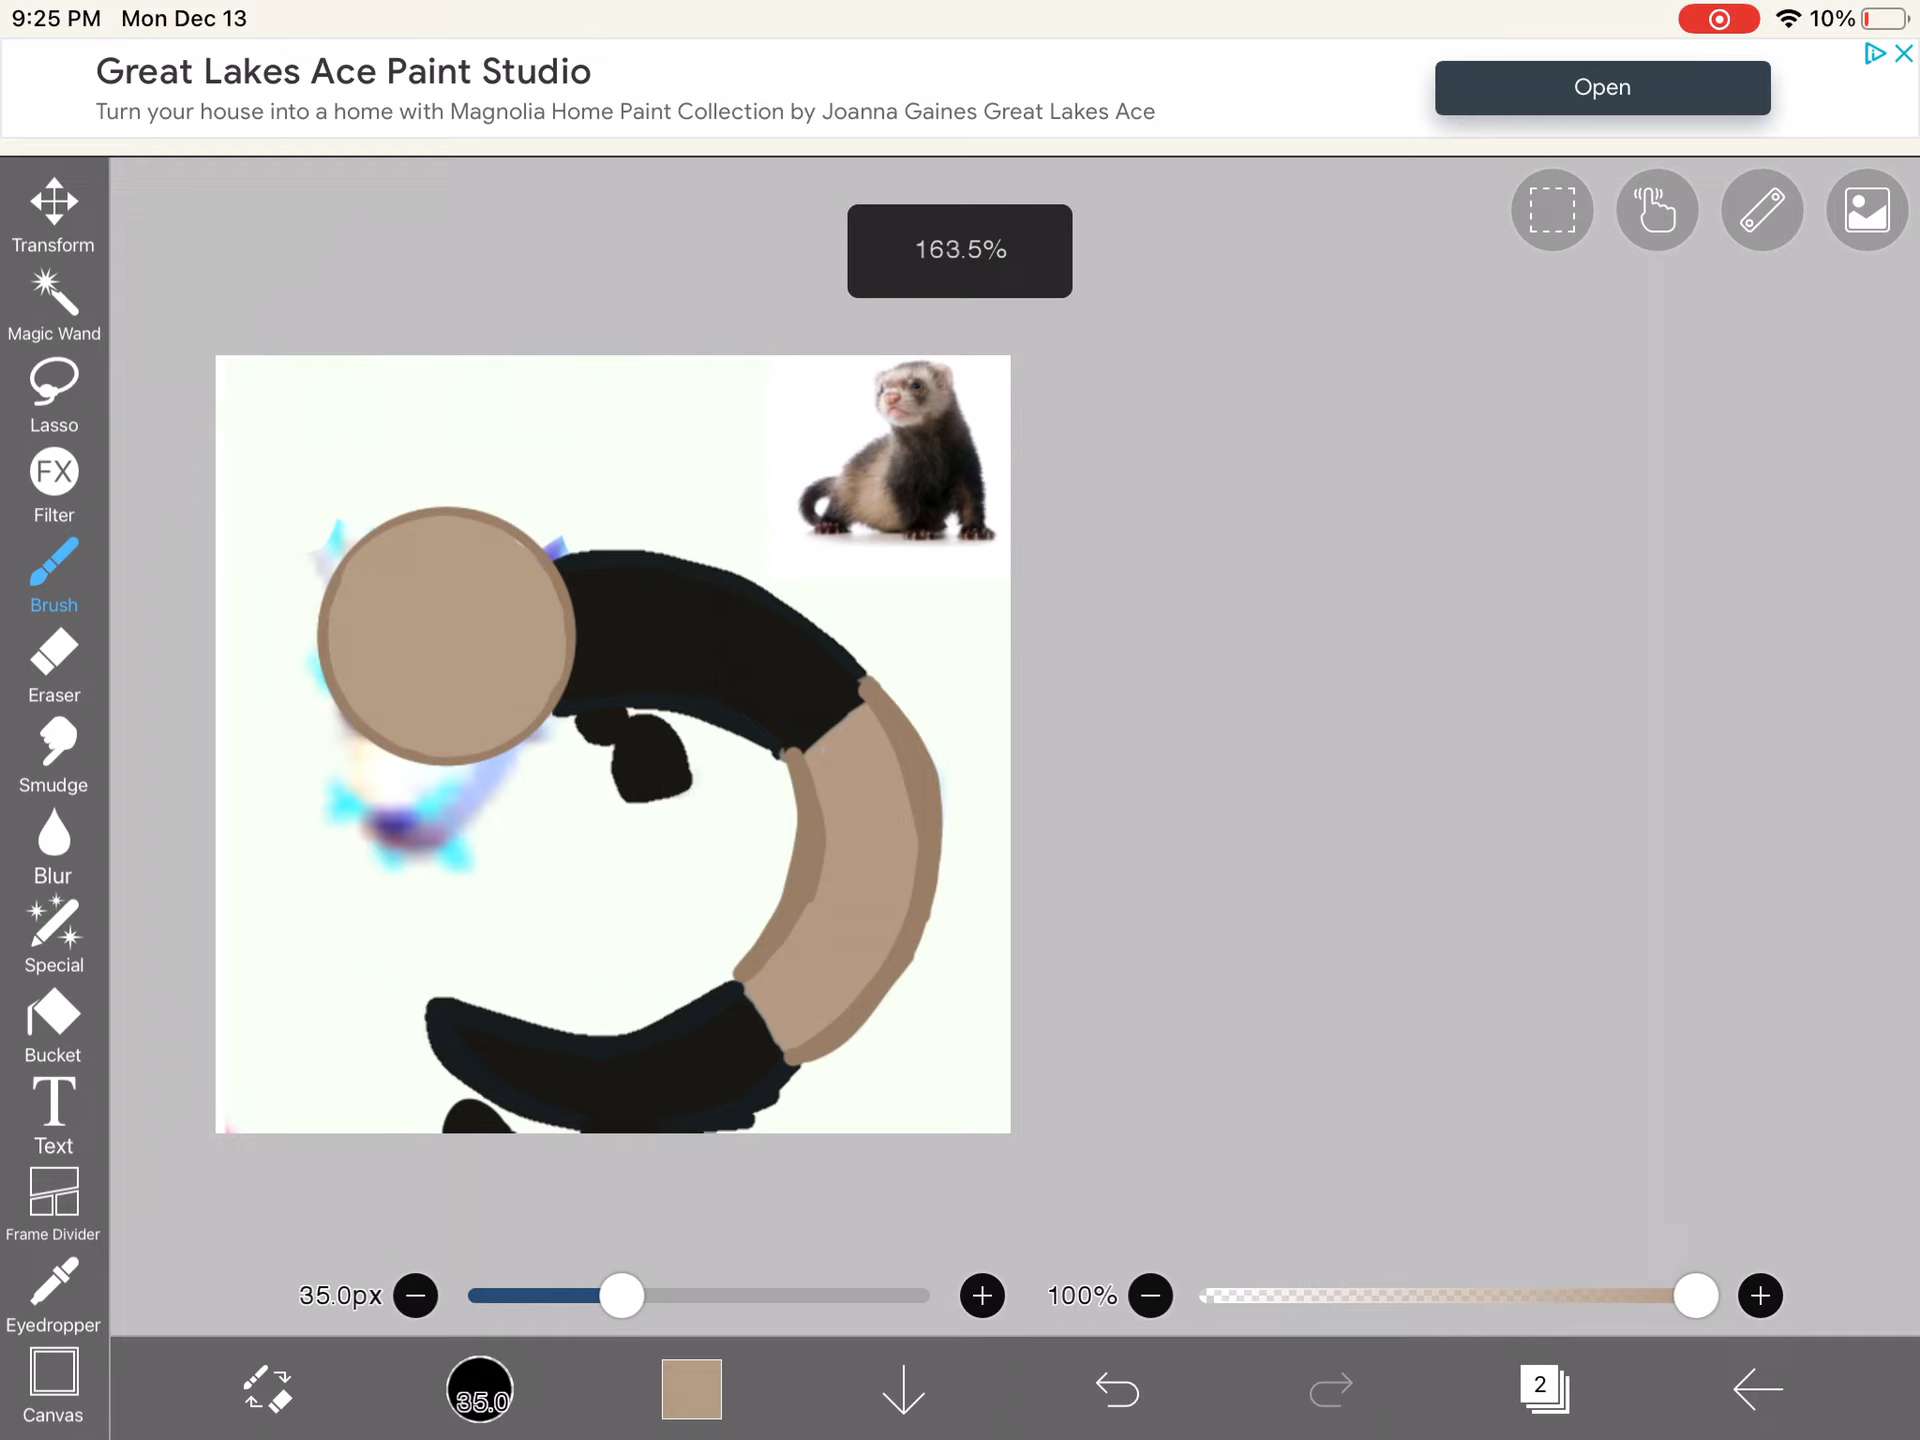 9:25 PM Mon Dec 13
10%
Great Lakes Ace Paint Studio
Turn your house into a home with Magnolia Home Paint Collection by Joanna Gaines Great Lakes Ace
Open
163.5%
Transform
Magic Wand
Lasso
FX
Filter
Brush
Eraser
Smudge
Blur
Special
Bucket
T
Text
Frame Divider
Eyedropper
Canvas
35.0px
100%
35.0
2